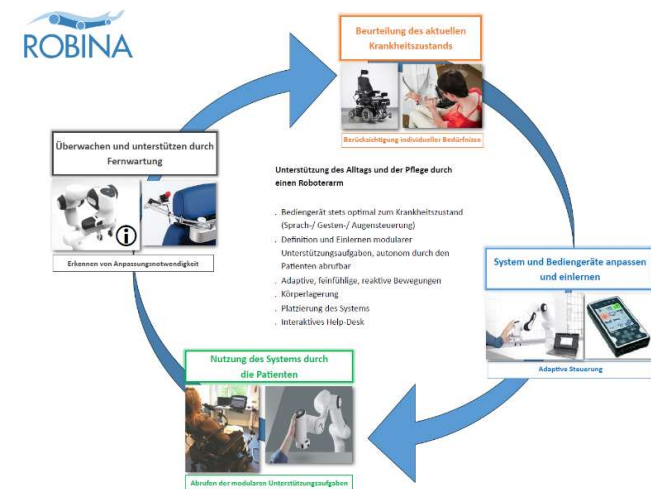 ROBINA
Beurteilung des aktuellen
Krankheitszustands
Berücksichtigung individueller Bedürfnisse
Überwachen und unterstützen durch
Fernwartung
Erkennen von Anpassungsnotwendigkeit
Unterstützung des Alltags und der Pflege durch
einen Roboterarm
. Bediengerät stets optimal zum Krankheitszustand
(Sprach-/ Gesten-/ Augensteuerung)
. Definition und Einlernen modularer
Unterstützungsaufgaben, autonom durch den
Patienten abrufbar
. Adaptive, feinfühlige, reaktive Bewegungen
. Körperlagerung
. Platzierung des Systems
. Interaktives Help-Desk
System und Bediengeräte anpassen
und einlernen
Adaptive Steuerung
Nutzung des Systems durch
die Patienten
Abrufen der modularen Unterstützungsaufgaben